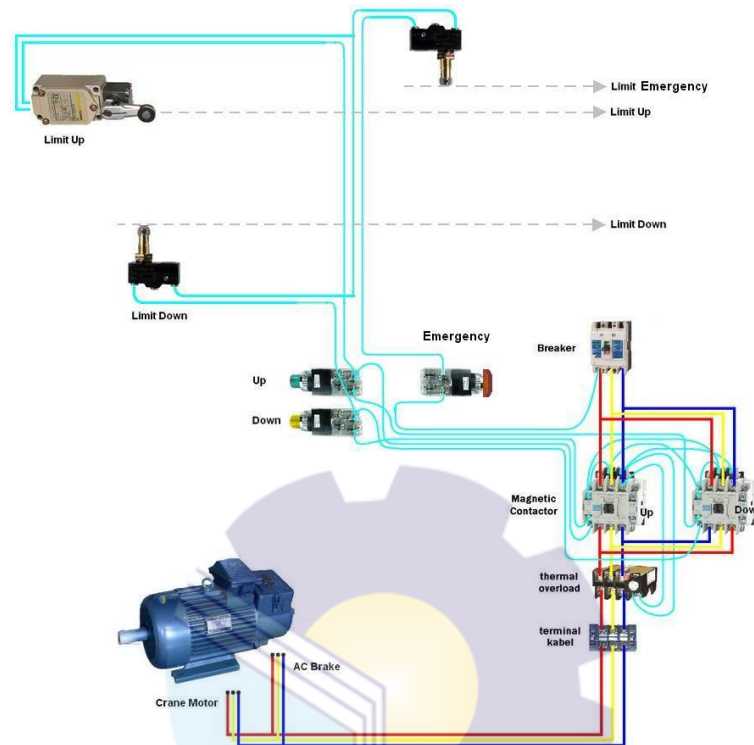 Limit Emergency
Limit Up
Limit Up
Limit Down
Limit Down
Emergency
Breaker
Up
Down
Magnetic
Contactor
Up
Dow
thermal
overload
terminal
kabel
AC Brake
Crane Motor